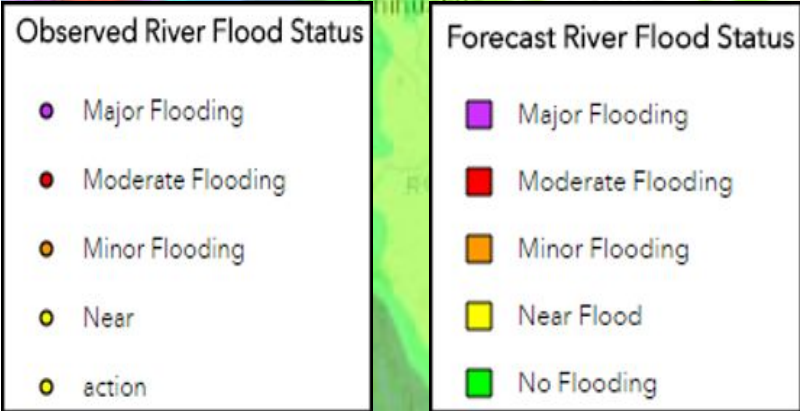 Observed River Flood Status
Major Flooding
Moderate Flooding
Minor Flooding
Near
action
Forecast River Flood Status
Major Flooding
Moderate Flooding
Minor Flooding
Near Flood
No Flooding